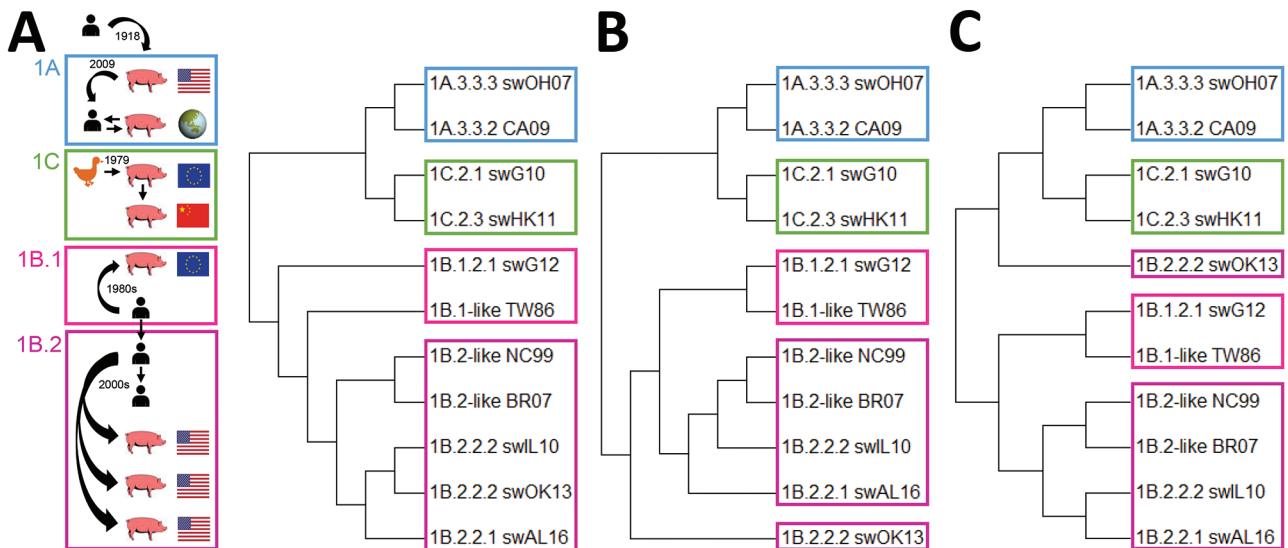 A
1918
1A
2009
1C
1979
1B.1
1980s
1B.2
2000s
1A.3.3.3 swOH07
1A.3.3.2 CA09
1C.2.1 swG10
1C.2.3 swHK11
1B.1.2.1 swG12
1B.1-like TW86
1B.2-like NC99
1B.2-like BR07
1B.2.2.2 swIL10
1B.2.2.2 swOK13
1B.2.2.1 swAL16
B
1A.3.3.3 swOH07
1A.3.3.2 CA09
1C.2.1 swG10
1C.2.3 swHK11
1B.1.2.1 swG12
1B.1-like TW86
1B.2-like NC99
1B.2-like BR07
1B.2.2.2 swIL10
1B.2.2.1 swAL16
1B.2.2.2 swOK13
C
1A.3.3.3 swOH07
1A.3.3.2 CA09
1C.2.1 swG10
1C.2.3 swHK11
1B.2.2.2 swOK13
1B.1.2.1 swG12
1B.1-like TW86
1B.2-like NC99
1B.2-like BR07
1B.2.2.2 swIL10
1B.2.2.1 swAL16